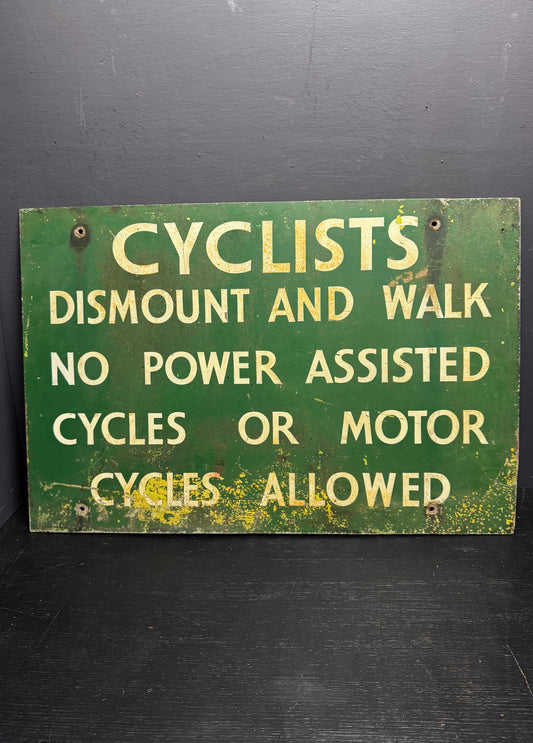 CYCLISTS
DISMOUNT AND WALK
NO POWER ASSISTED
CYCLES OR MOTOR
CYCLES ALLOWED